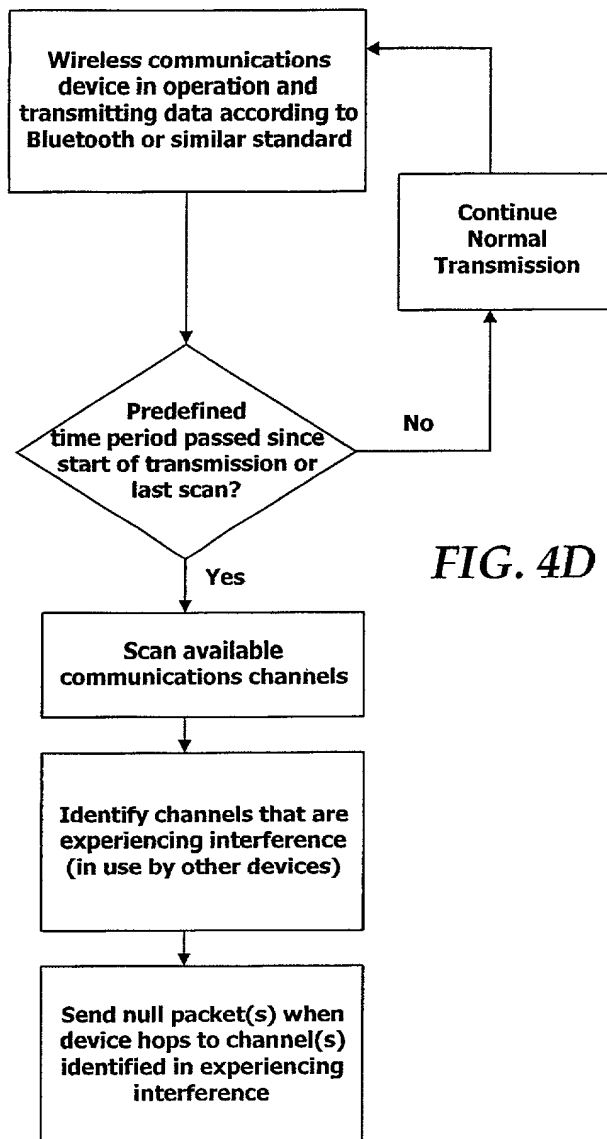 Wireless communications
device in operation and
transmitting data according to
Bluetooth or similar standard
Continue
Normal
Transmission
Predefined
time period passed since
start of transmission or
last scan?
No
Yes
FIG. 4D
Scan available
communications channels
Identify channels that are
experiencing interference
(in use by other devices)
Send null packet(s) when
device hops to channel(s)
identified in experiencing
interference